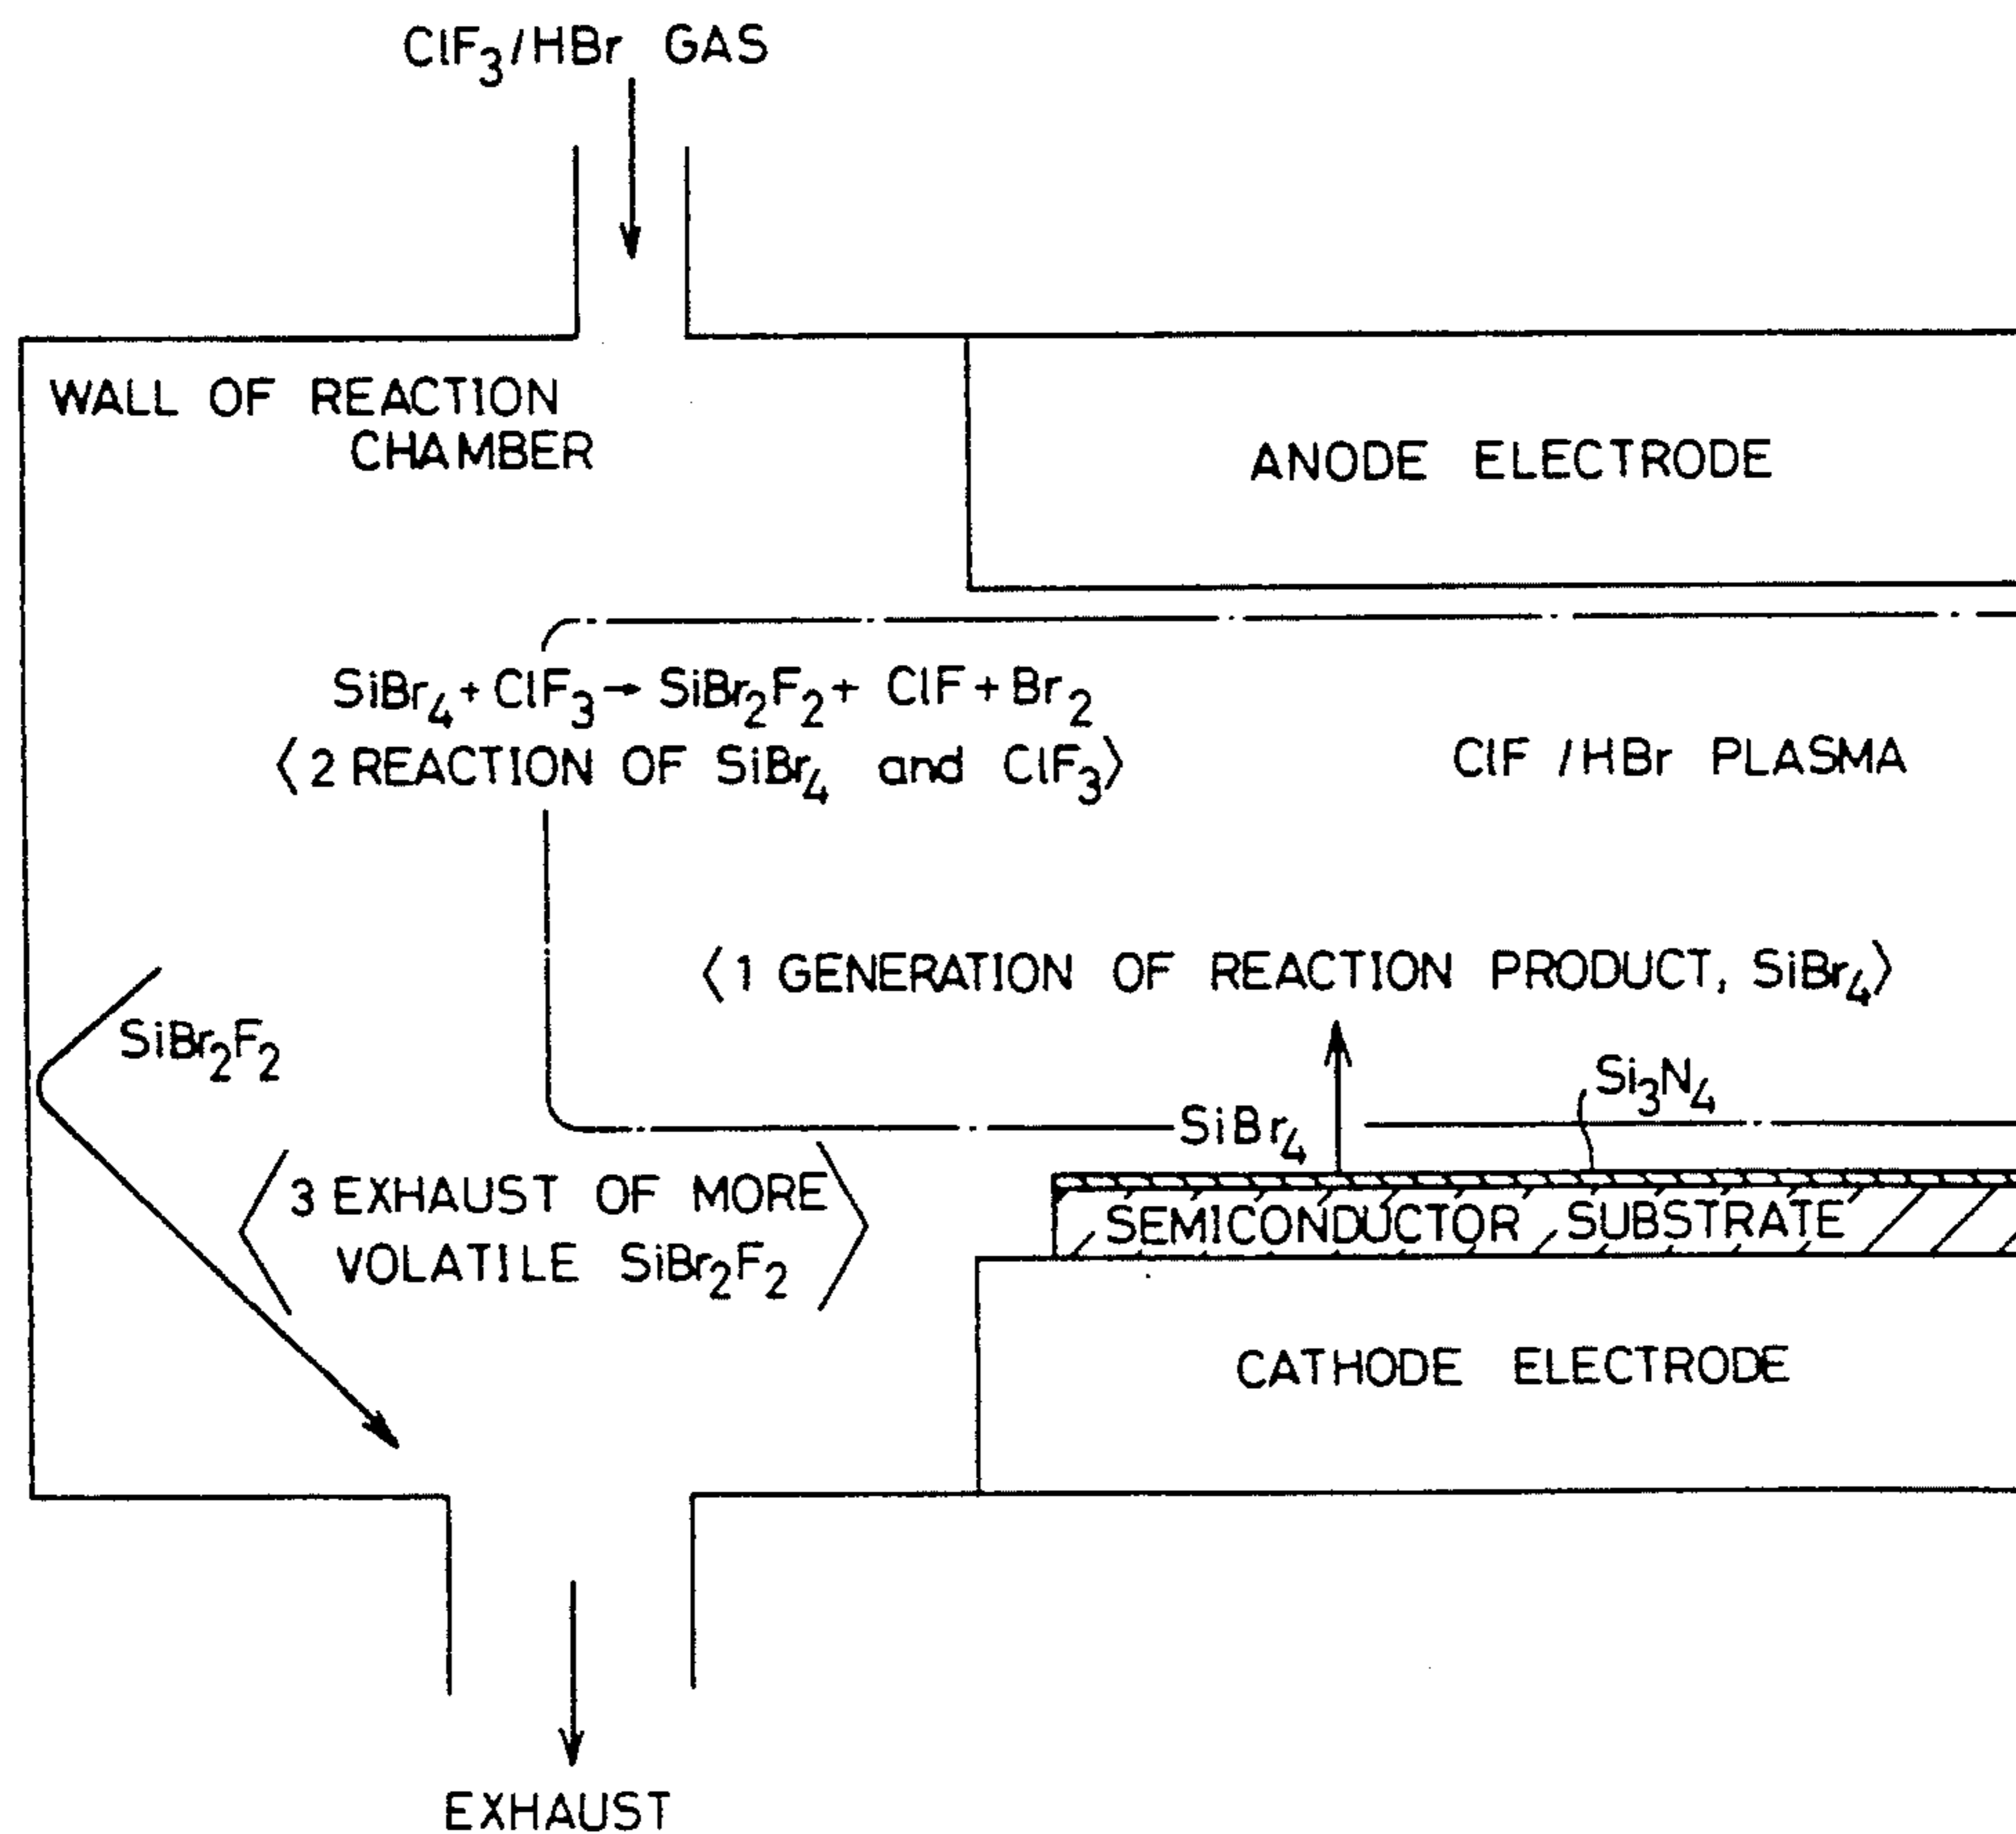 ClF₃/HBr GAS
WALL OF REACTION
CHAMBER
ANODE ELECTRODE
SiBr₄+ClF₃→ SiBr₂F₂+ ClF+Br₂
〈2 REACTION OF SiBr₄ and ClF₃〉
ClF /HBr PLASMA
〈1 GENERATION OF REACTION PRODUCT, SiBr₄〉
SiBr₂F₂
Si₃N₄
SiBr₄
3 EXHAUST OF MORE
VOLATILE SiBr₂F₂
SEMICONDUCTOR SUBSTRATE
CATHODE ELECTRODE
EXHAUST